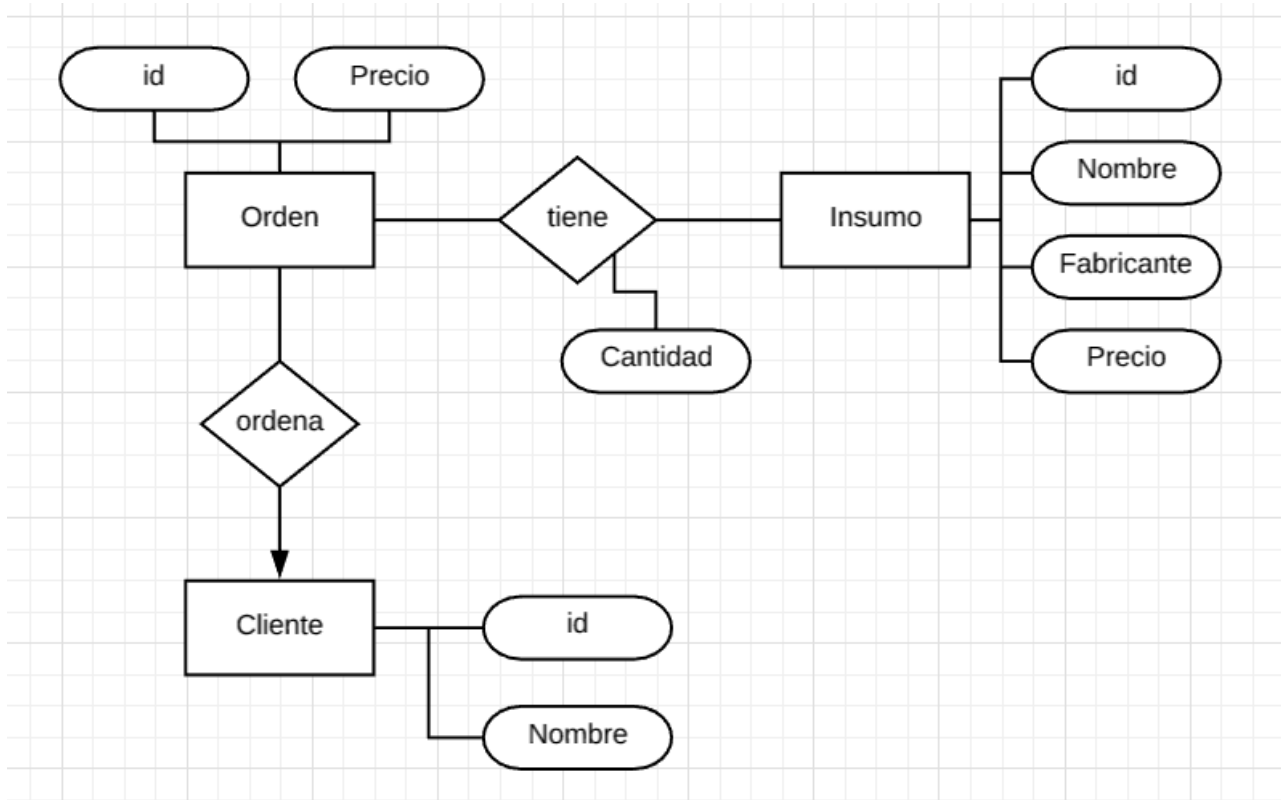 id
Precio
id
Nombre
Orden
tiene
Insumo
Fabricante
Cantidad
Precio
ordena
Cliente
id
Nombre